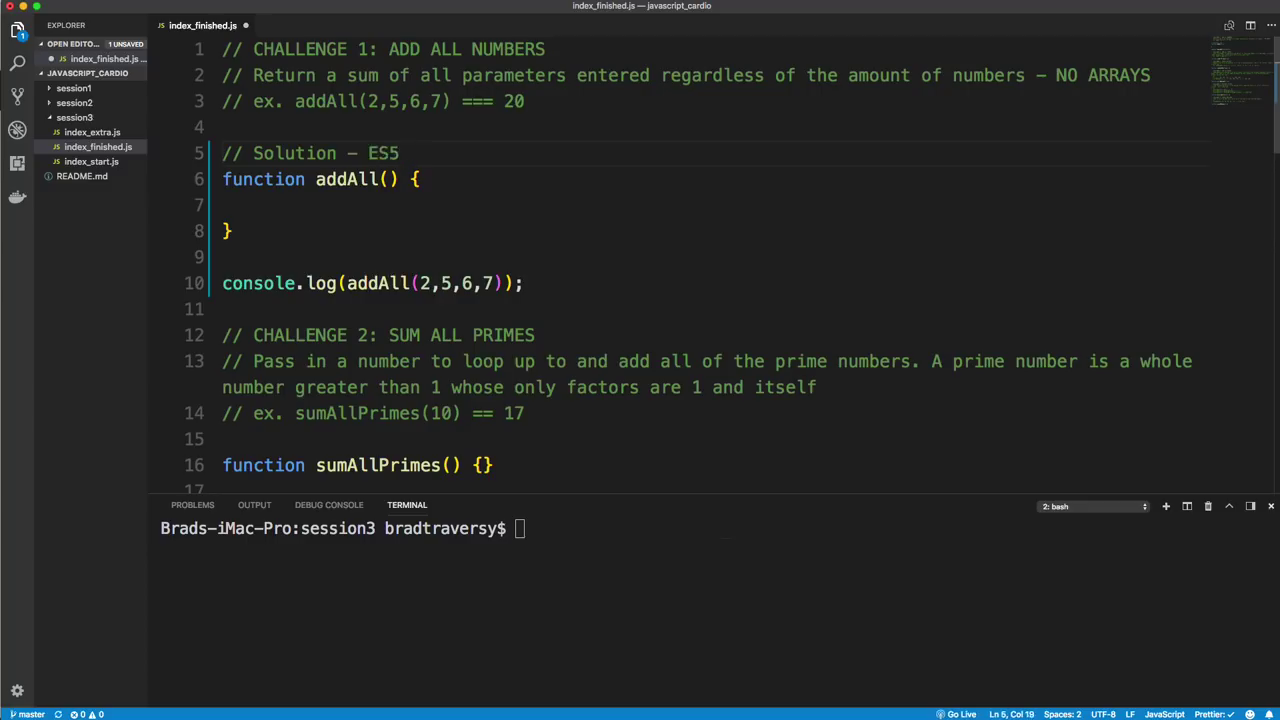 index_finished.js — javascript_cardio
EXPLORER
index_finished.js
OPEN EDITO... 1 UNSAVED
index_finished.js ...
JAVASCRIPT_CARDIO
session1
session2
session3
index_extra.js
index_finished.js
index_start.js
README.md
1
1 // CHALLENGE 1: ADD ALL NUMBERS
2 // Return a sum of all parameters entered regardless of the amount of numbers - NO ARRAYS
3 // ex. addAll(2,5,6,7) === 20
4
5 // Solution - ES5
6 function addAll() {
7
8 }
9
10 console.log(addAll(2,5,6,7));
11
12 // CHALLENGE 2: SUM ALL PRIMES
13 // Pass in a number to loop up to and add all of the prime numbers. A prime number is a whole
number greater than 1 whose only factors are 1 and itself
14 // ex. sumAllPrimes(10) == 17
15
16 function sumAllPrimes() {}
17
PROBLEMS OUTPUT DEBUG CONSOLE TERMINAL 2: bash
Brads-iMac-Pro:session3 bradtraversy$
master 0 0 Go Live Ln 5, Col 19 Spaces: 2 UTF-8 LF JavaScript Prettier: ✓